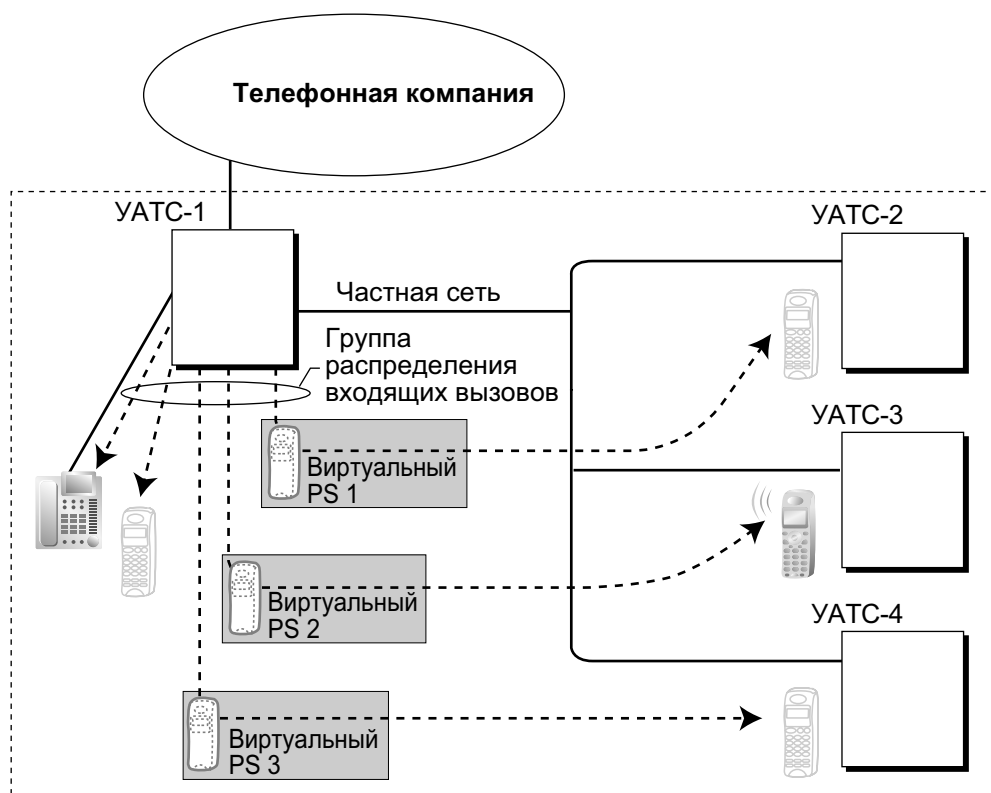 Телефонная компания
УАТС-1
УАТС-2
Частная сеть
Группа
распределения
входящих вызовов
УАТС-3
Виртуальный
PS 1
Виртуальный
PS 2
УАТС-4
Виртуальный
PS 3